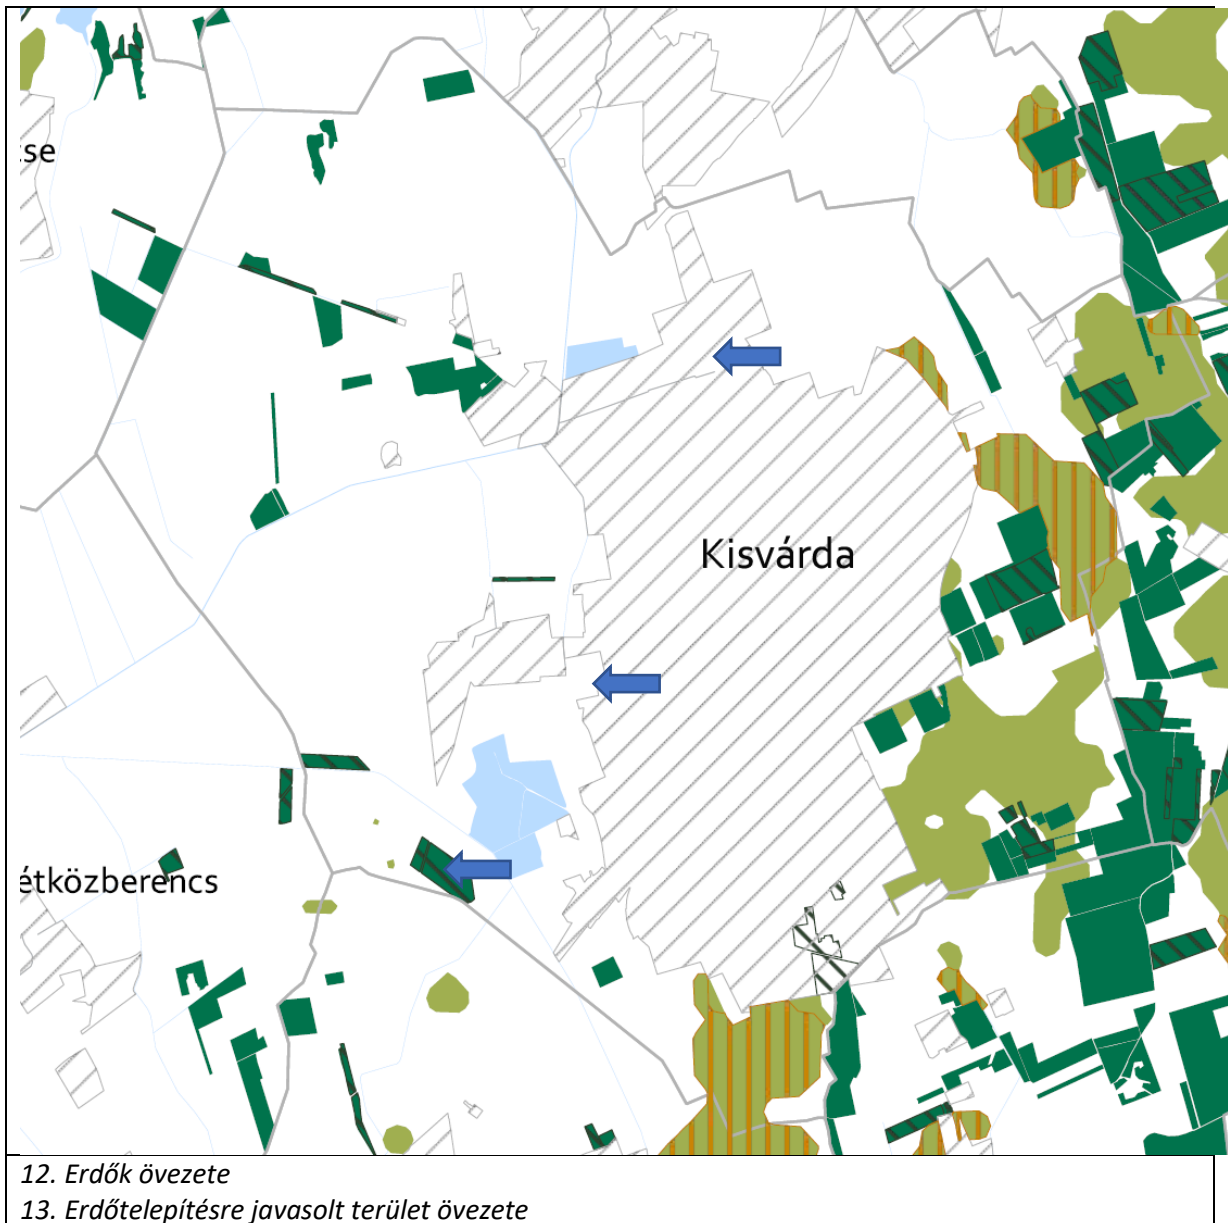 se
Kisvárda
étközberencs
12. Erdők övezete
13. Erdőtelepítésre javasolt terület övezete